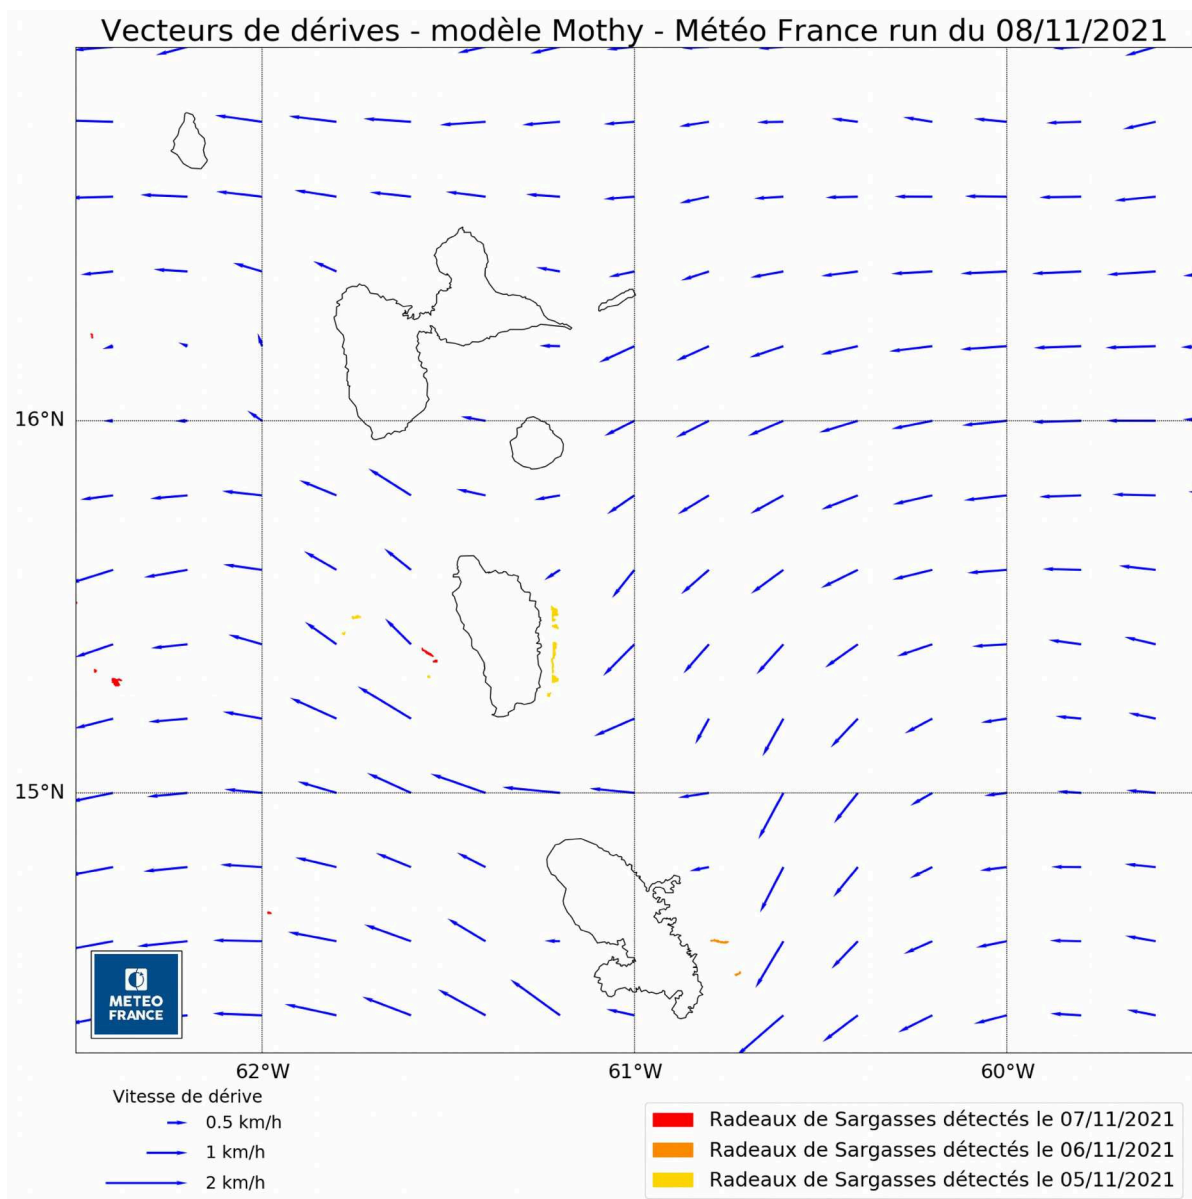 Vecteurs de dérives - modèle Mothy - Météo France run du 08/11/2021
16°N
15°N
METEO
FRANCE
62°W
61°W
60°W
Vitesse de dérive
0.5 km/h
1 km/h
2 km/h
Radeaux de Sargasses détectés le 07/11/2021
Radeaux de Sargasses détectés le 06/11/2021
Radeaux de Sargasses détectés le 05/11/2021